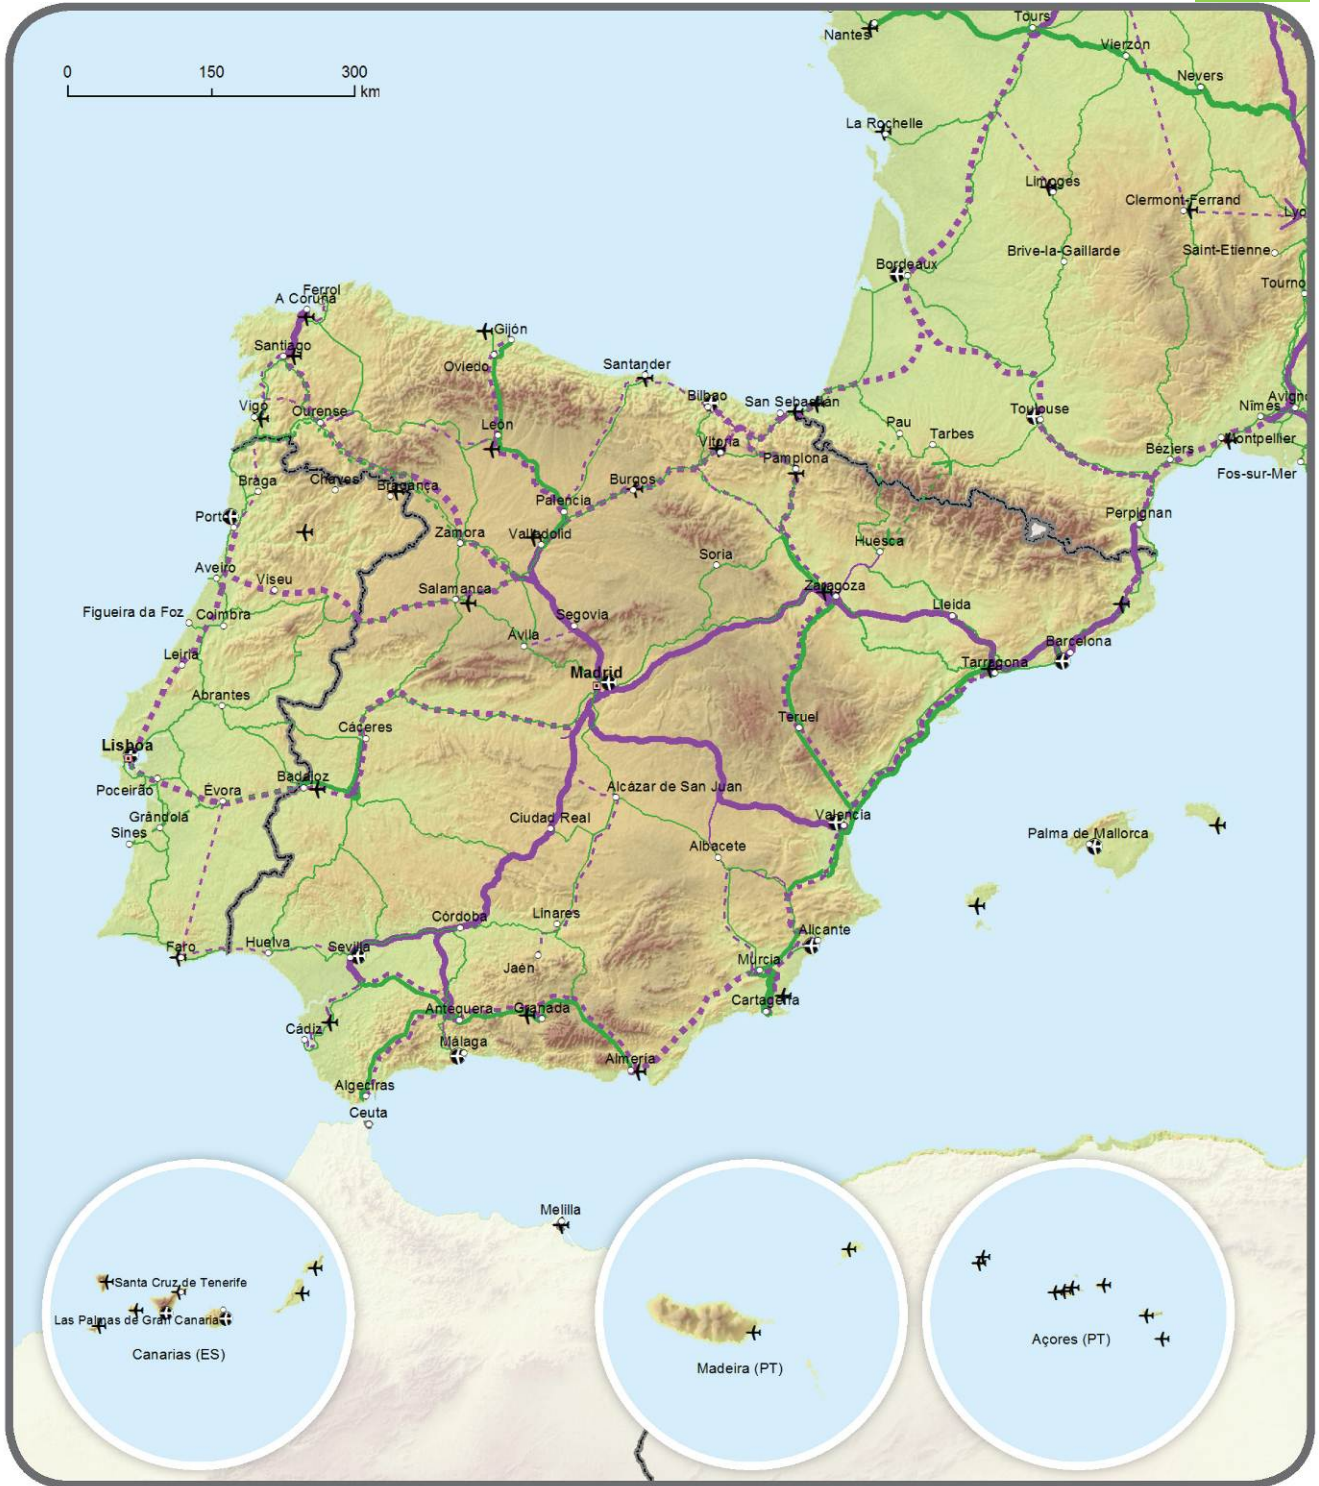 Tours
Nantes
Vierzon
Nevers
0 150 300
km
La Rochelle
Limoges
Clermont-Ferrand
Lyo
Brive-la-Gaillarde
Saint-Etienne
Bordeaux
Tourno
Ferrol
A Coruña
Gijón
Santiago
Oviedo
Santander
Bilbao
San Sebastián
Avigno
Nîmes
Vigo
Ourense
León
Vitoria
Pau
Tarbes
Toulouse
Montpellier
Béziers
Fos-sur-Mer
Pamplona
Braga
Chaves
Bragança
Burgos
Palencia
Perpignan
Porto
Zamora
Valladolid
Huesca
Soria
Aveiro
Viseu
Salamanca
Zaragoza
Lleida
Figueira da Foz
Coimbra
Segovia
Ávila
Barcelona
Leiria
Madrid
Tarragona
Abrantes
Cáceres
Teruel
Lisboa
Badajoz
Poceirão
Évora
Alcázar de San Juan
Grândola
Sines
Ciudad Real
Valencia
Palma de Mallorca
Albacete
Córdoba
Linares
Faro
Huelva
Sevilla
Alicante
Jaén
Murcia
Cartagena
Antequera
Granada
Cádiz
Málaga
Almería
Algeciras
Ceuta
Melilla
Santa Cruz de Tenerife
Las Palmas de Gran Canaria
Canarias (ES)
Madeira (PT)
Açores (PT)